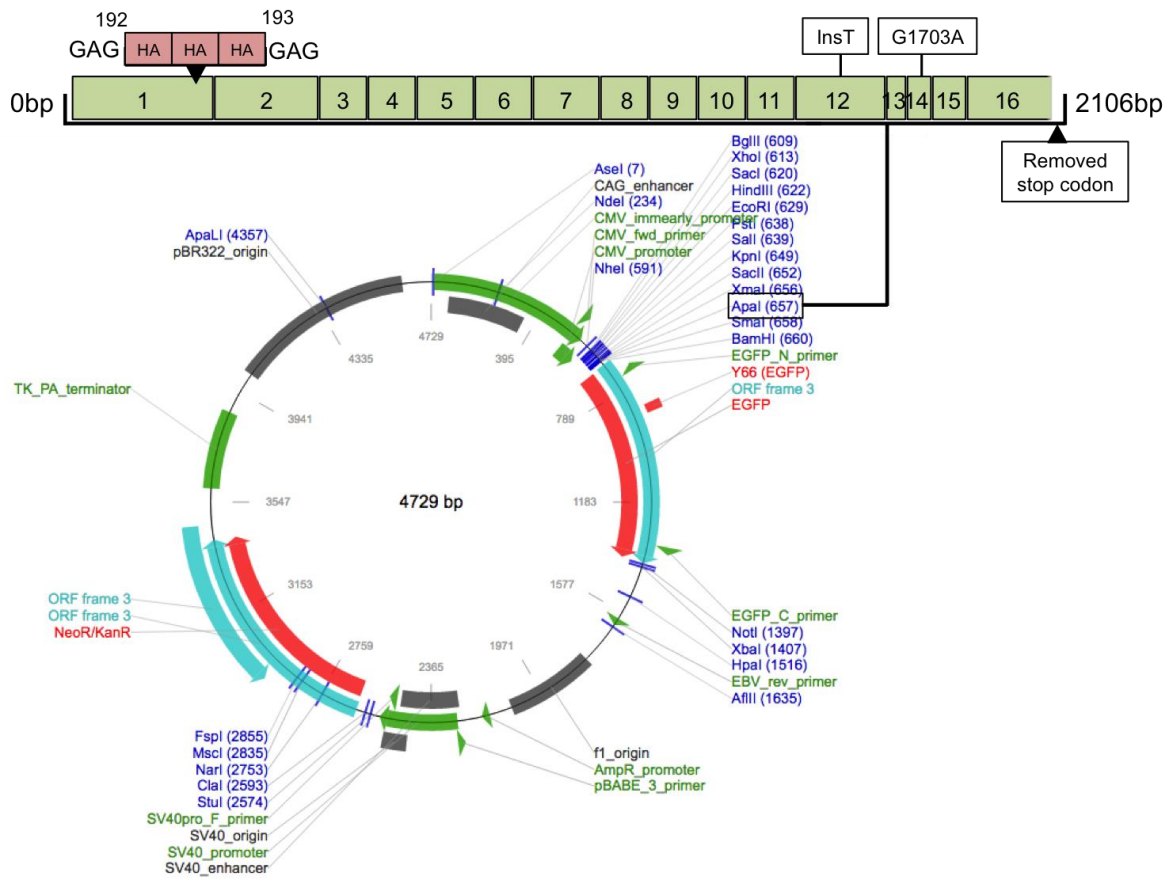 192
193
GAG
HA
HA
HA
GAG
InsT
G1703A
0bp
1
2
3
4
5
6
7
8
9
10
11
12
13
14
15
16
2106bp
Removed
stop codon
AseI (7)
CAG_enhancer
NdeI (234)
CMV_immearly_promoter
CMV_fwd_primer
CMV_promoter
NheI (591)
BglII (609)
XhoI (613)
SacI (620)
HindIII (622)
EcoRI (629)
PstI (638)
SalI (639)
KpnI (649)
SacII (652)
XmaI (656)
ApaI (657)
SmaI (658)
BamHI (660)
EGFP_N_primer
Y66 (EGFP)
ORF frame 3
EGFP
ApaLI (4357)
pBR322_origin
TK_PA_terminator
4729
395
789
1183
1577
1971
2365
2759
3153
3547
3941
4335
4729 bp
EGFP_C_primer
NotI (1397)
XbaI (1407)
HpaI (1516)
EBV_rev_primer
AflII (1635)
f1_origin
AmpR_promoter
pBABE_3_primer
ORF frame 3
ORF frame 3
NeoR/KanR
FspI (2855)
MscI (2835)
NarI (2753)
ClaI (2593)
StuI (2574)
SV40pro_F_primer
SV40_origin
SV40_promoter
SV40_enhancer